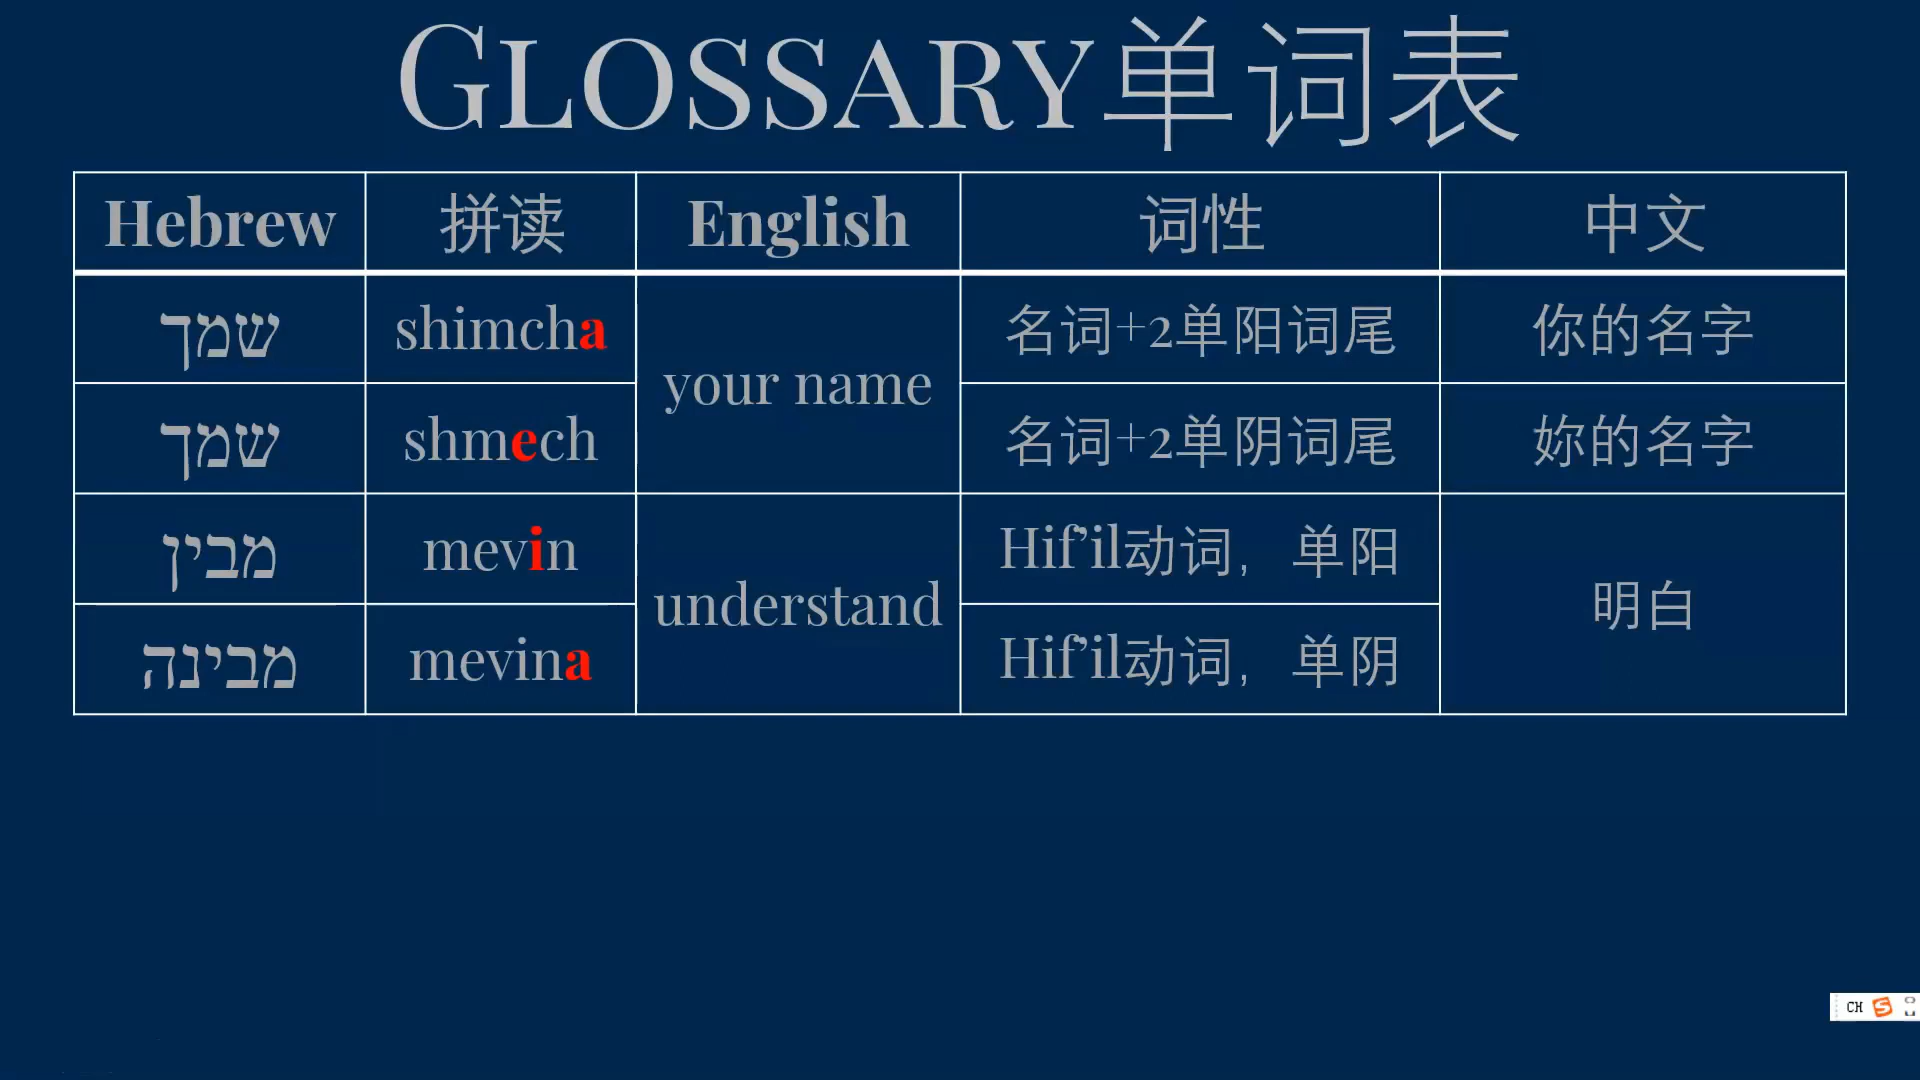 GLOSSARY单词表
Hebrew 拼读 English 词性 中文
שמך shimcha your name 名词+2单阳词尾 你的名字
שמך shmech 名词+2单阴词尾 妳的名字
מבין mevin understand Hif’il动词，单阳 明白
מבינה mevina Hif’il动词，单阴
CH